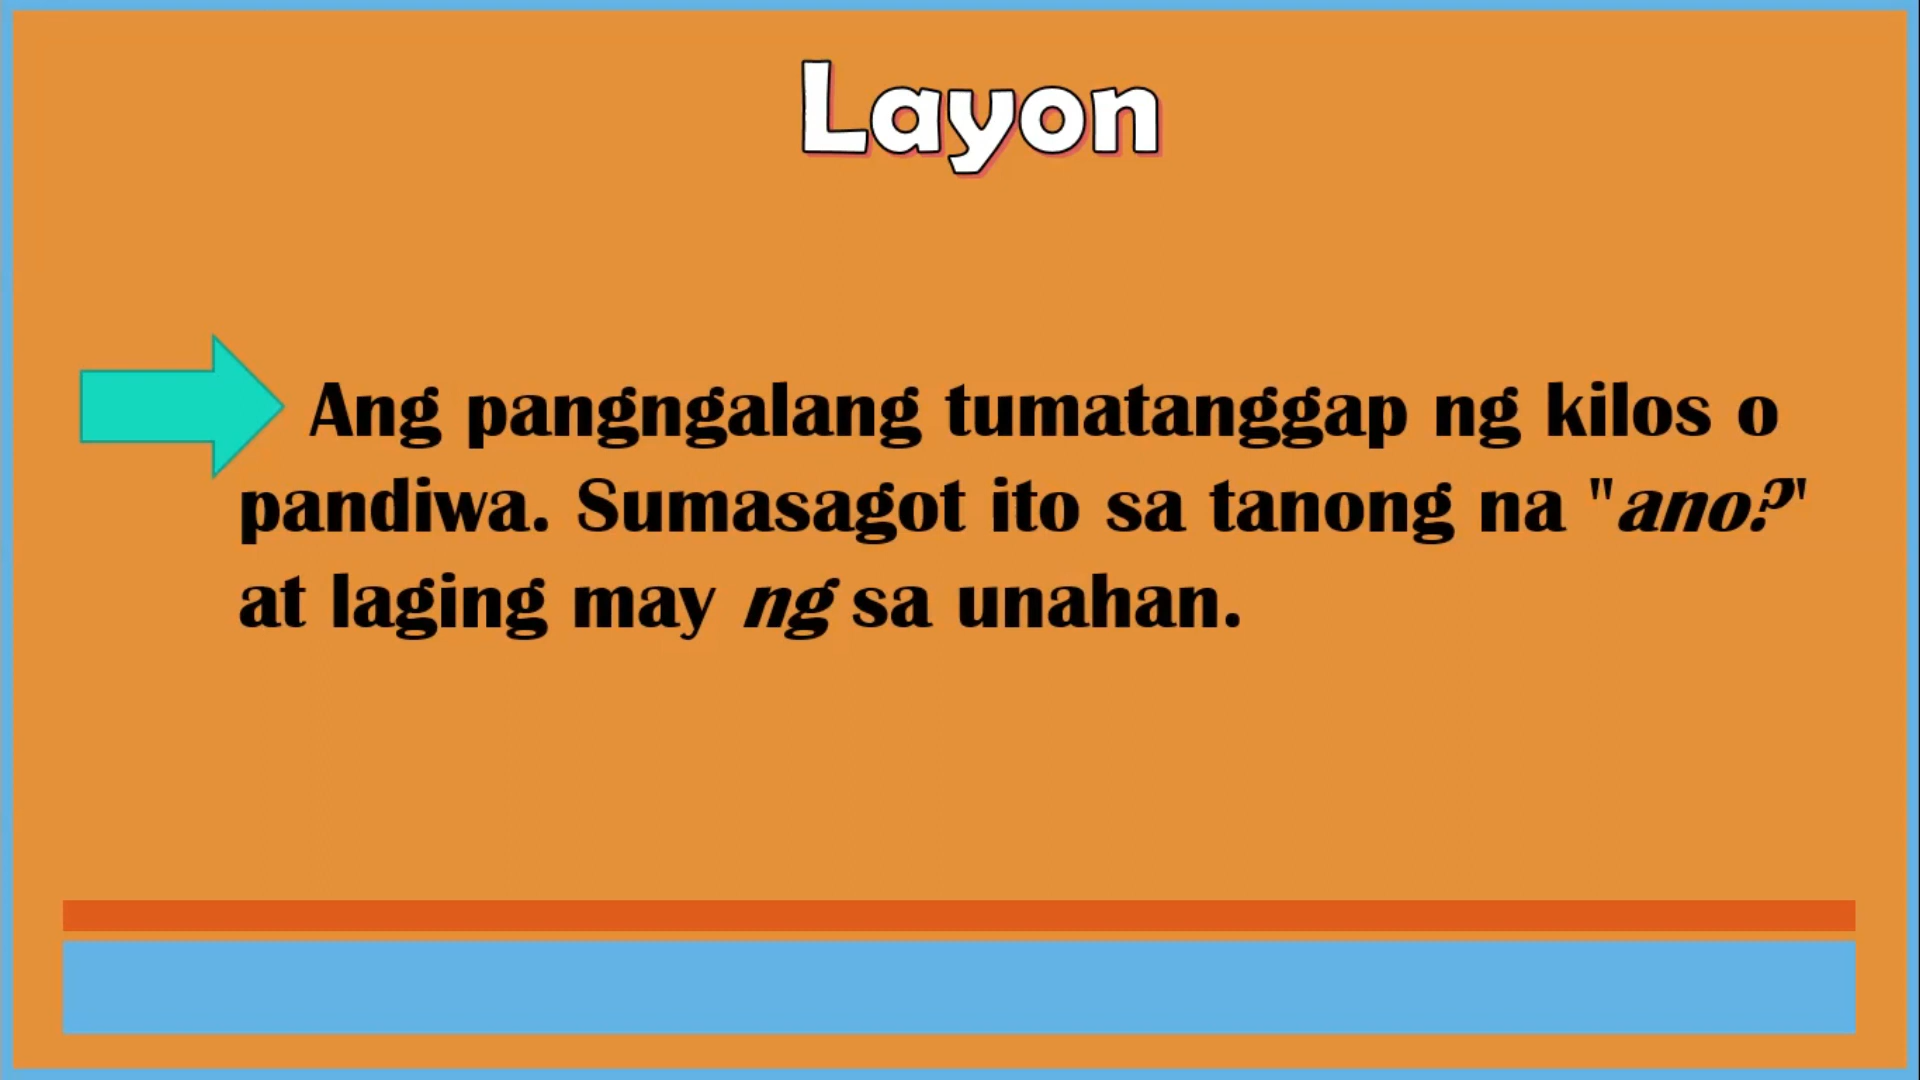 Layon
Ang pangngalang tumatanggap ng kilos o
pandiwa. Sumasagot ito sa tanong na "ano?"
at laging may ng sa unahan.